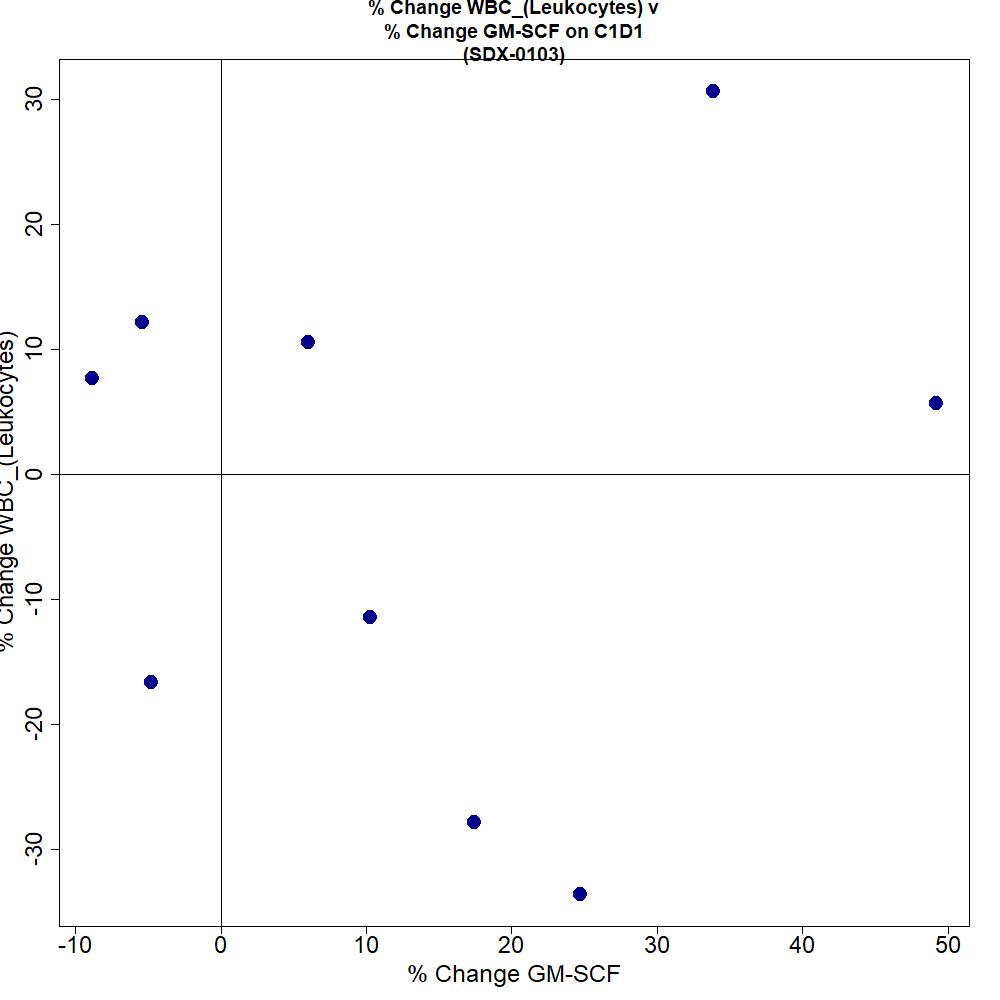 % Change WBC_(Leukocytes) v
% Change GM-SCF on C1D1
(SDX-0103)
30
20
10
0
-10
-20
-30
% Change WBC_(Leukocytes)
-10
0
10
20
30
40
50
% Change GM-SCF